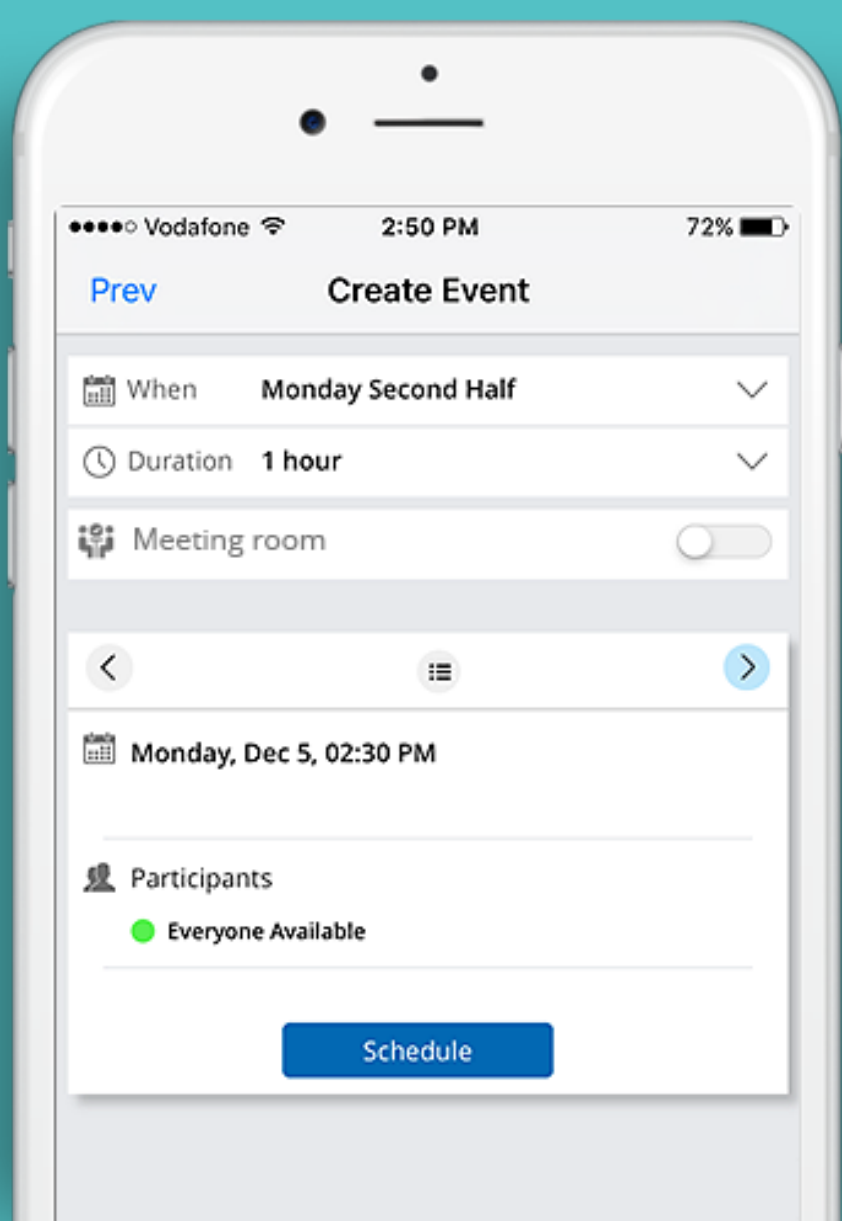 Vodafone 2:50 PM 72%
Prev Create Event
When Monday Second Half
Duration 1 hour
Meeting room
Monday, Dec 5, 02:30 PM
Participants
Everyone Available
Schedule